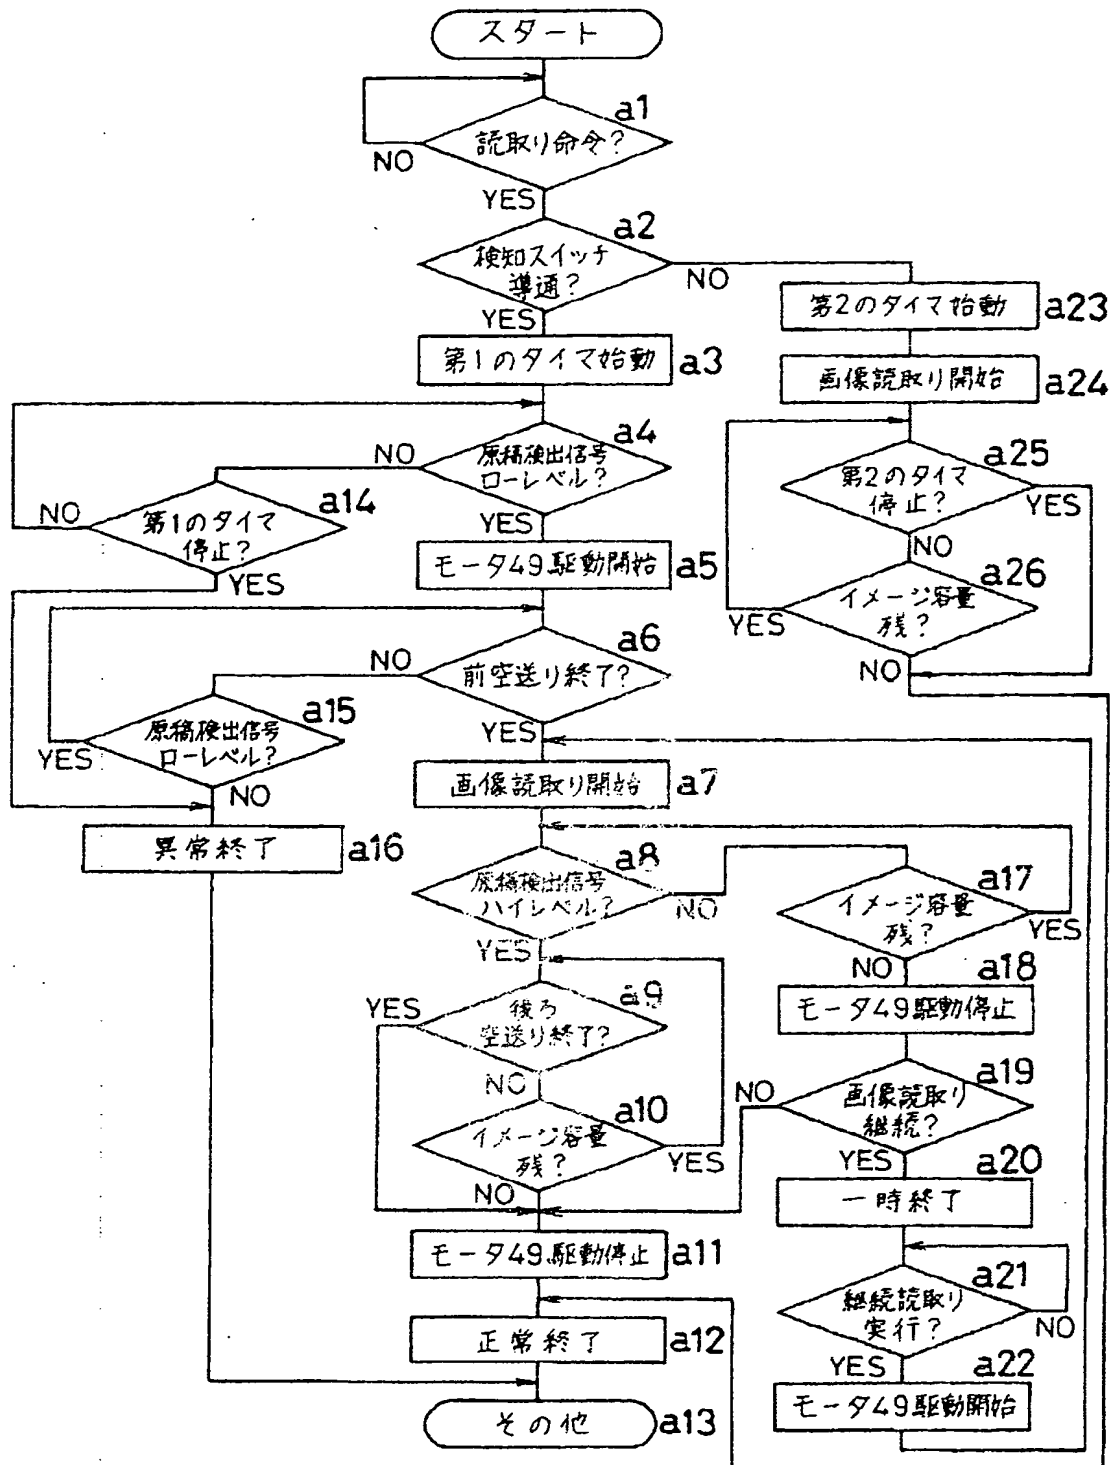 スタート
a1
読取り命令?
NO
YES
a2
検知スイッチ
導通?
NO
YES
第2のタイマ始動
a23
第1のタイマ始動
a3
画像読取り開始
a24
a4
原稿検出信号
ローレベル?
NO
YES
a25
第2のタイマ
停止?
YES
NO
a14
第1のタイマ
停止?
NO
YES
モータ49駆動開始
a5
a26
イメージ容量
残?
YES
NO
a6
前空送り終了?
NO
YES
a15
原稿検出信号
ローレベル?
YES
NO
画像読取り開始
a7
異常終了
a16
a8
原稿検出信号
ハイレベル?
NO
YES
a17
イメージ容量
残?
YES
NO
a18
モータ49駆動停止
a9
後ろ
空送り終了?
YES
NO
a19
画像読取り
継続?
NO
YES
a10
イメージ容量
残?
YES
NO
a20
一時終了
モータ49駆動停止
a11
a21
継続読取り
実行?
NO
YES
正常終了
a12
a22
モータ49駆動開始
その他
a13